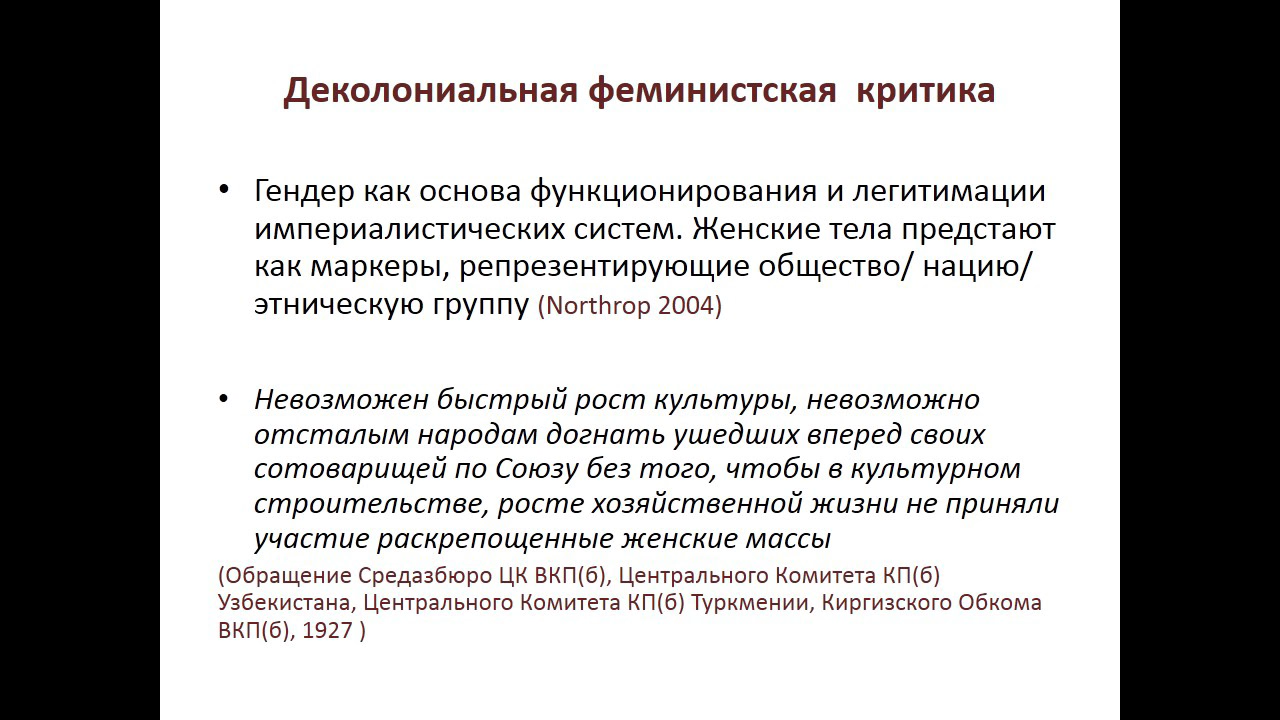 Деколониальная феминистская  критика
• Гендер как основа функционирования и легитимации
империалистических систем. Женские тела предстают
как маркеры, репрезентирующие общество/ нацию/
этническую группу (Northrop 2004)
• Невозможен быстрый рост культуры, невозможно
отсталым народам догнать ушедших вперед своих
сотоварищей по Союзу без того, чтобы в культурном
строительстве, росте хозяйственной жизни не приняли
участие раскрепощенные женские массы
(Обращение Средазбюро ЦК ВКП(б), Центрального Комитета КП(б)
Узбекистана, Центрального Комитета КП(б) Туркмении, Киргизского Обкома
ВКП(б), 1927 )